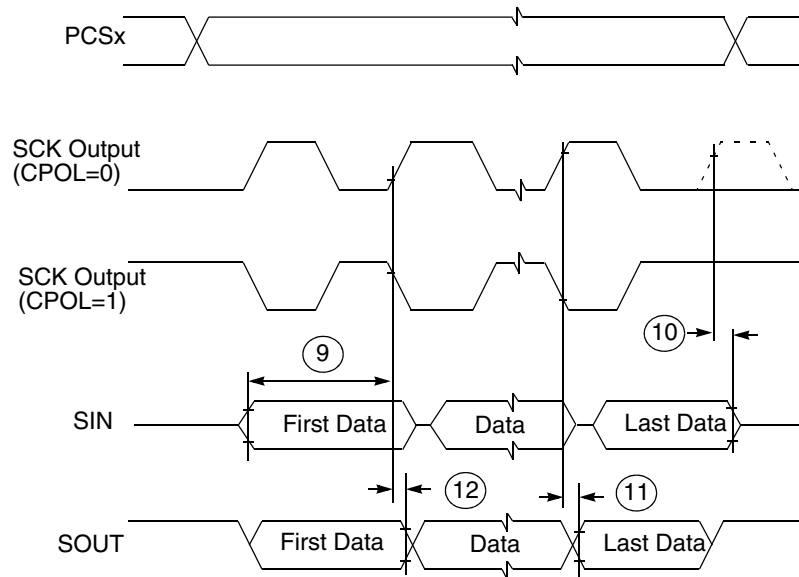 PCSx
SCK Output
(CPOL=0)
SCK Output
(CPOL=1)
10
9
SIN
First Data
Data
Last Data
12
11
SOUT
First Data
Data
Last Data